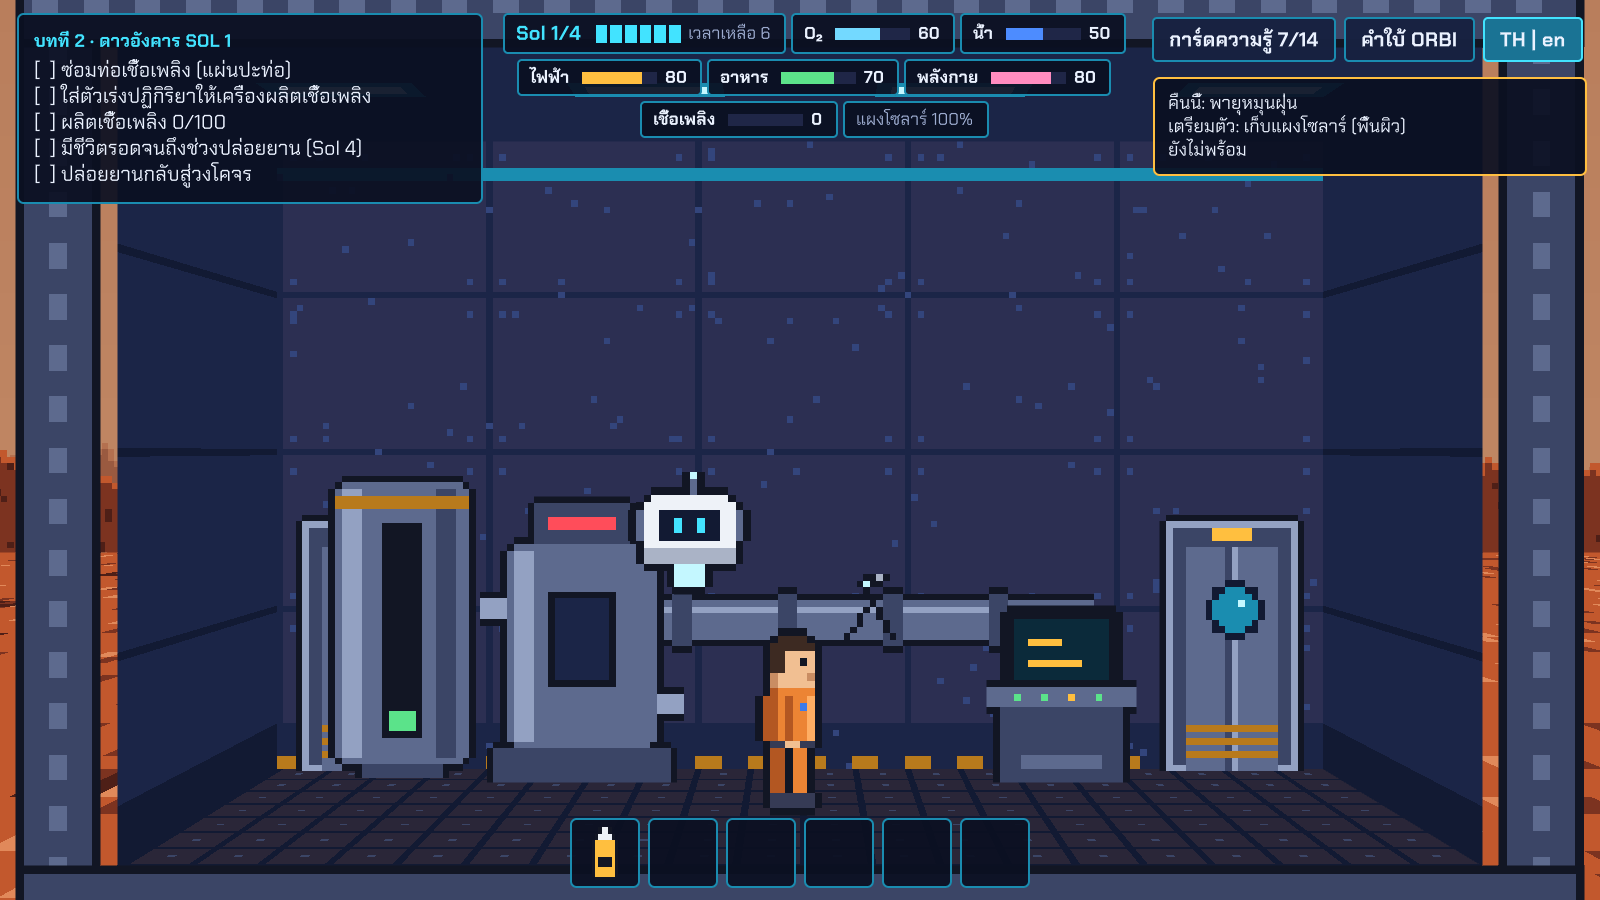 บทที่ 2 · ดาวอังคาร SOL 1
[ ] ซ่อมท่อเชื้อเพลิง (แผ่นปะท่อ)
[ ] ใส่ตัวเร่งปฏิกิริยาให้เครื่องผลิตเชื้อเพลิง
[ ] ผลิตเชื้อเพลิง 0/100
[ ] มีชีวิตรอดจนถึงช่วงปล่อยยาน (Sol 4)
[ ] ปล่อยยานกลับสู่วงโคจร
Sol 1/4 เวลาเหลือ 6
O₂ 60
น้ำ 50
ไฟฟ้า 80
อาหาร 70
พลังกาย 80
เชื้อเพลิง 0
แผงโซลาร์ 100%
การ์ดความรู้ 7/14
คำใบ้ ORBI
TH | en
คืนนี้: พายุหมุนฝุ่น
เตรียมตัว: เก็บแผงโซลาร์ (พื้นผิว)
ยังไม่พร้อม